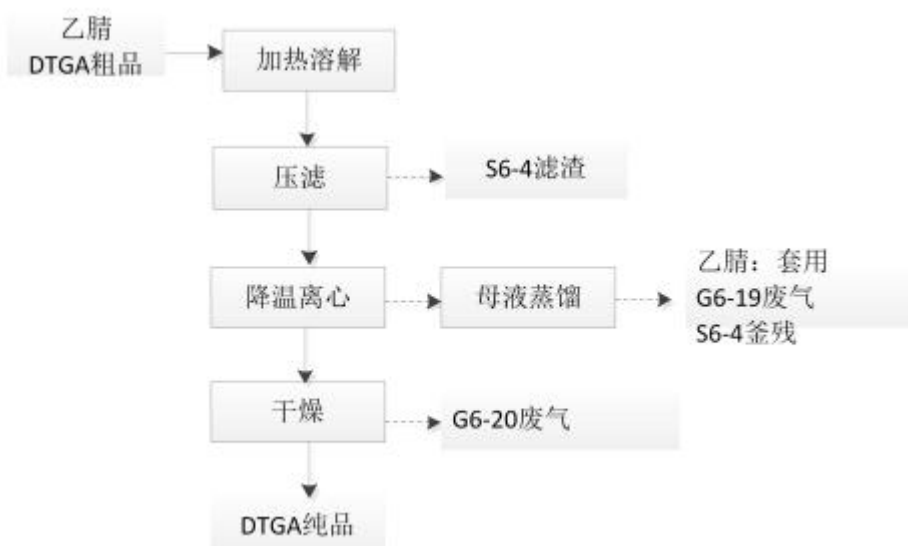 乙腈
DTGA粗品
加热溶解
压滤
S6-4滤渣
降温离心
母液蒸馏
乙腈：套用
G6-19废气
S6-4釜残
干燥
G6-20废气
DTGA纯品